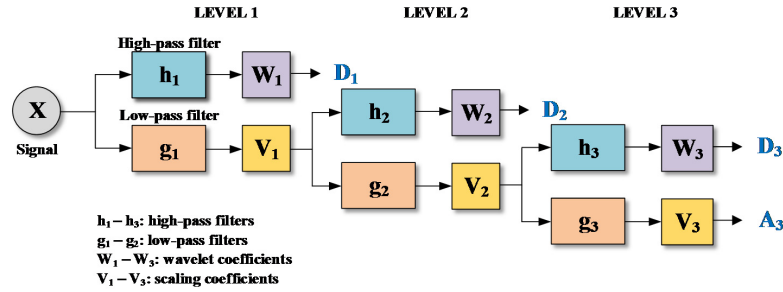 LEVEL 1 LEVEL 2 LEVEL 3
High-pass filter
h₁ W₁ D₁
X
Signal
Low-pass filter
g₁ V₁
h₂ W₂ D₂
g₂ V₂
h₃ W₃ D₃
g₃ V₃ A₃
h₁ – h₃: high-pass filters
g₁ – g₂: low-pass filters
W₁ – W₃: wavelet coefficients
V₁ – V₃: scaling coefficients